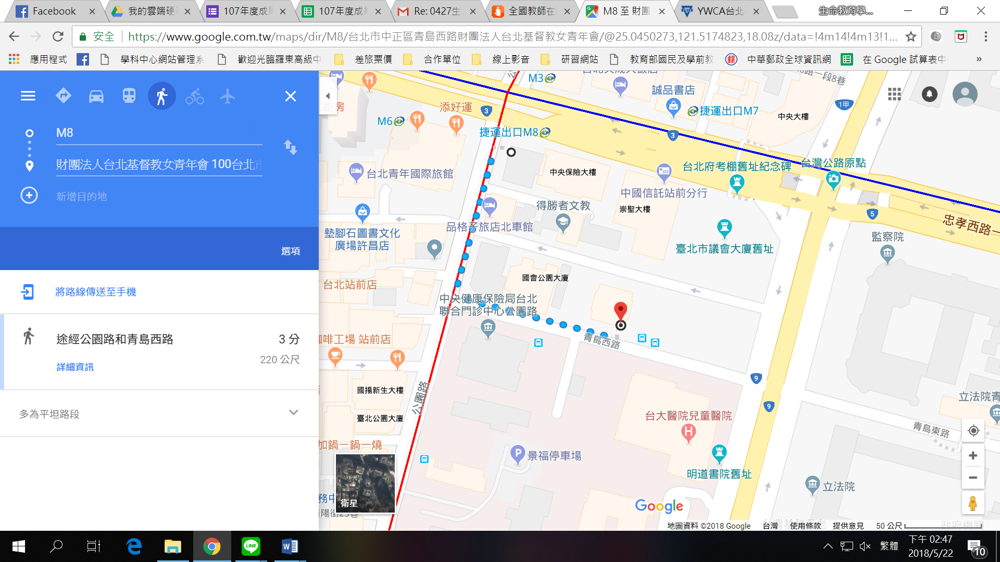 Facebook
我的雲端硬
107年度成果
107年度成果
Re: 0427生
全國教師在
M8 至 財團
YWCA台北
生命教育學...
安全
https://www.google.com.tw/maps/dir/M8/台北市中正區青島西路財團法人台北基督教女青年會/@25.0450273,121.5174823,18.08z/data=!4m14!4m13!1...
應用程式
學科中心網站管理系
歡迎光臨羅東高級中
差旅票價
合作單位
線上影音
研習網站
教育部國民及學前教
中華郵政全球資訊網
在 Google 試算表中
»
M8
財團法人台北基督教女青年會 100台北市
新增目的地
選項
將路線傳送至手機
途經公園路和青島西路
3 分
220 公尺
詳細資訊
多為平坦路段
M3
路一段8巷
誠品書店
1甲
廚房
添好運
3
捷運出口M7
中央大樓
M6
捷運出口M8
3
台灣公路原點
台北府考棚舊址紀念碑
台北青年國際旅館
中央保險大樓
100
中國信託站前分行
得勝者文教
崇聖大樓
5
忠孝西路一
品格子旅店北車館
墊腳石圖書文化
廣場許昌店
監察院
臺北市議會大廈舊址
國會公園大廈
台北站前店
中央健康保險局台北
聯合門診中心公園路
咖啡工場 站前店
青島西路
9
國揚新生大樓
公園路
立法院青
9
臺北公園大廈
台大醫院兒童醫院
H
青島東路
加鍋一鍋一燒
P
景福停車場
明道書院舊址
立法院
務中
衛星
陽街23巷
Google
地圖資料 ©2018 Google
台灣
使用條款
提供意見
50 公尺
政府機關
LINE
繁體
下午 02:47
2018/5/22
10